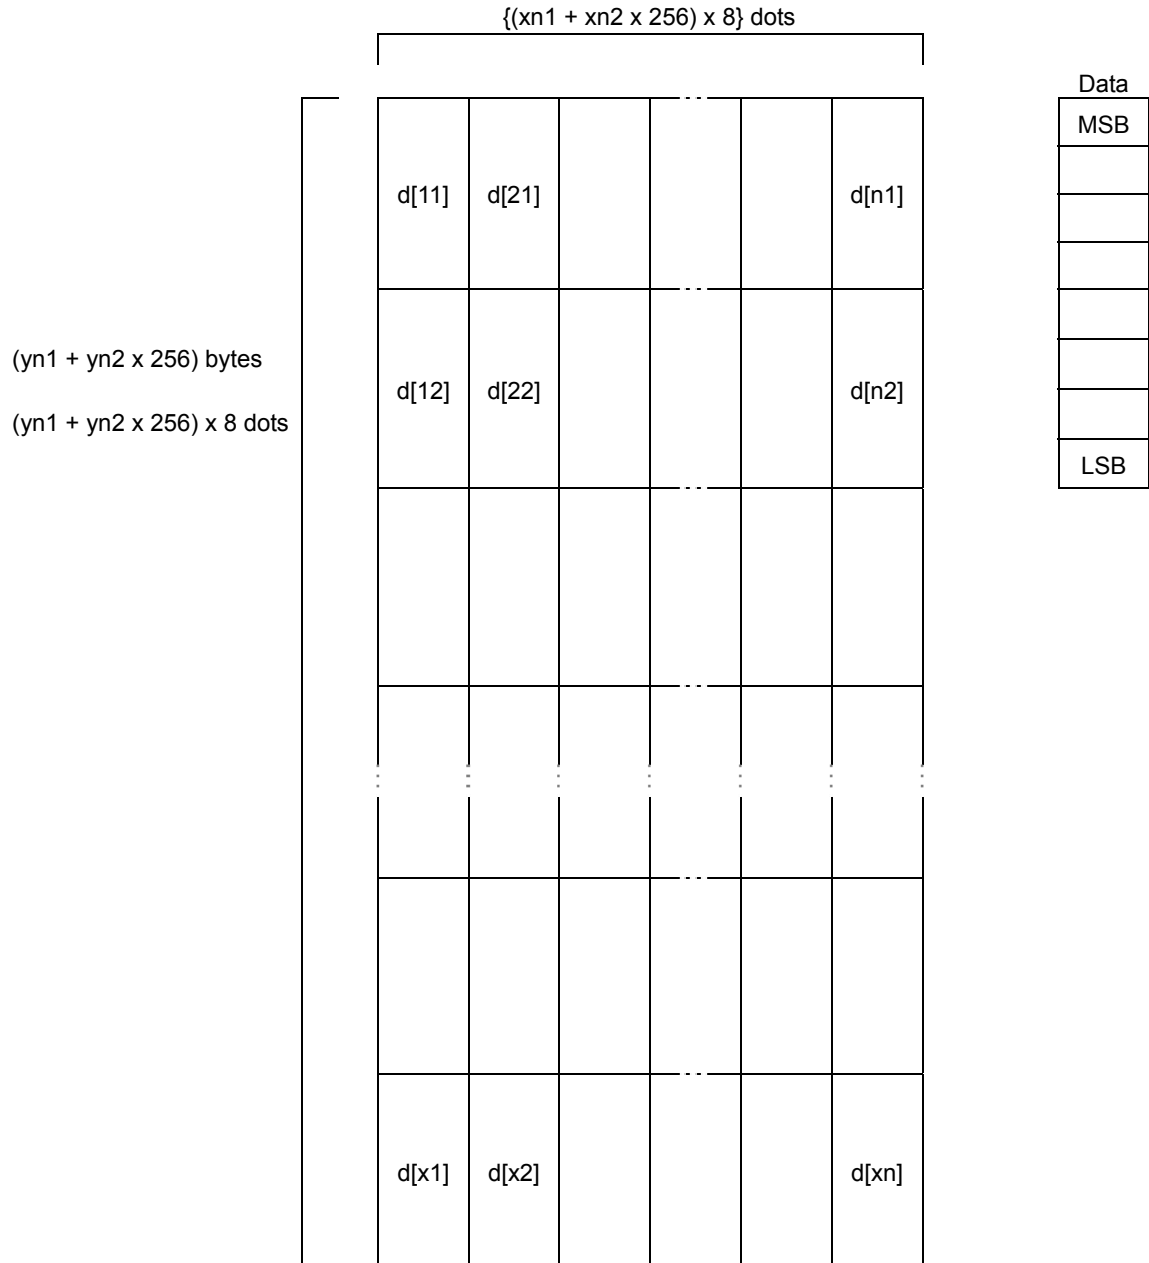 {(xn1 + xn2 x 256) x 8} dots
Data
MSB
d[11] d[21] d[n1]
(yn1 + yn2 x 256) bytes
d[12] d[22] d[n2]
(yn1 + yn2 x 256) x 8 dots
LSB
d[x1] d[x2] d[xn]